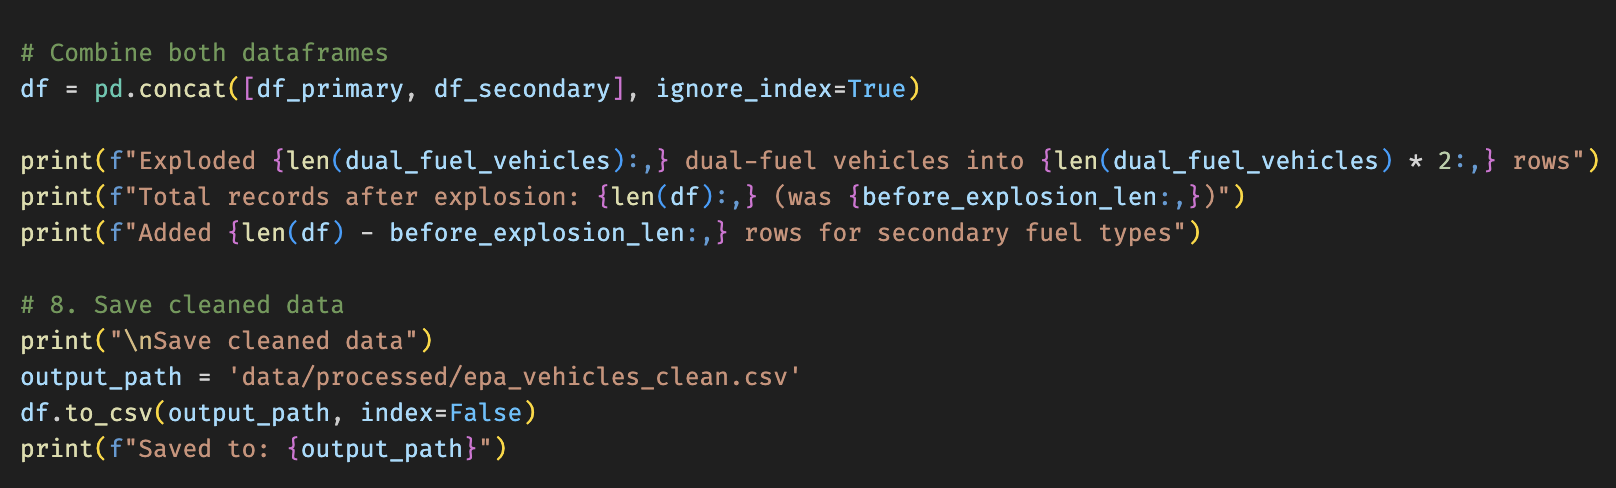 # Combine both dataframes
df = pd.concat([df_primary, df_secondary], ignore_index=True)
print(f"Exploded {len(dual_fuel_vehicles):,} dual-fuel vehicles into {len(dual_fuel_vehicles) * 2:,} rows")
print(f"Total records after explosion: {len(df):,} (was {before_explosion_len:,})")
print(f"Added {len(df) - before_explosion_len:,} rows for secondary fuel types")
# 8. Save cleaned data
print("\nSave cleaned data")
output_path = 'data/processed/epa_vehicles_clean.csv'
df.to_csv(output_path, index=False)
print(f"Saved to: {output_path}")